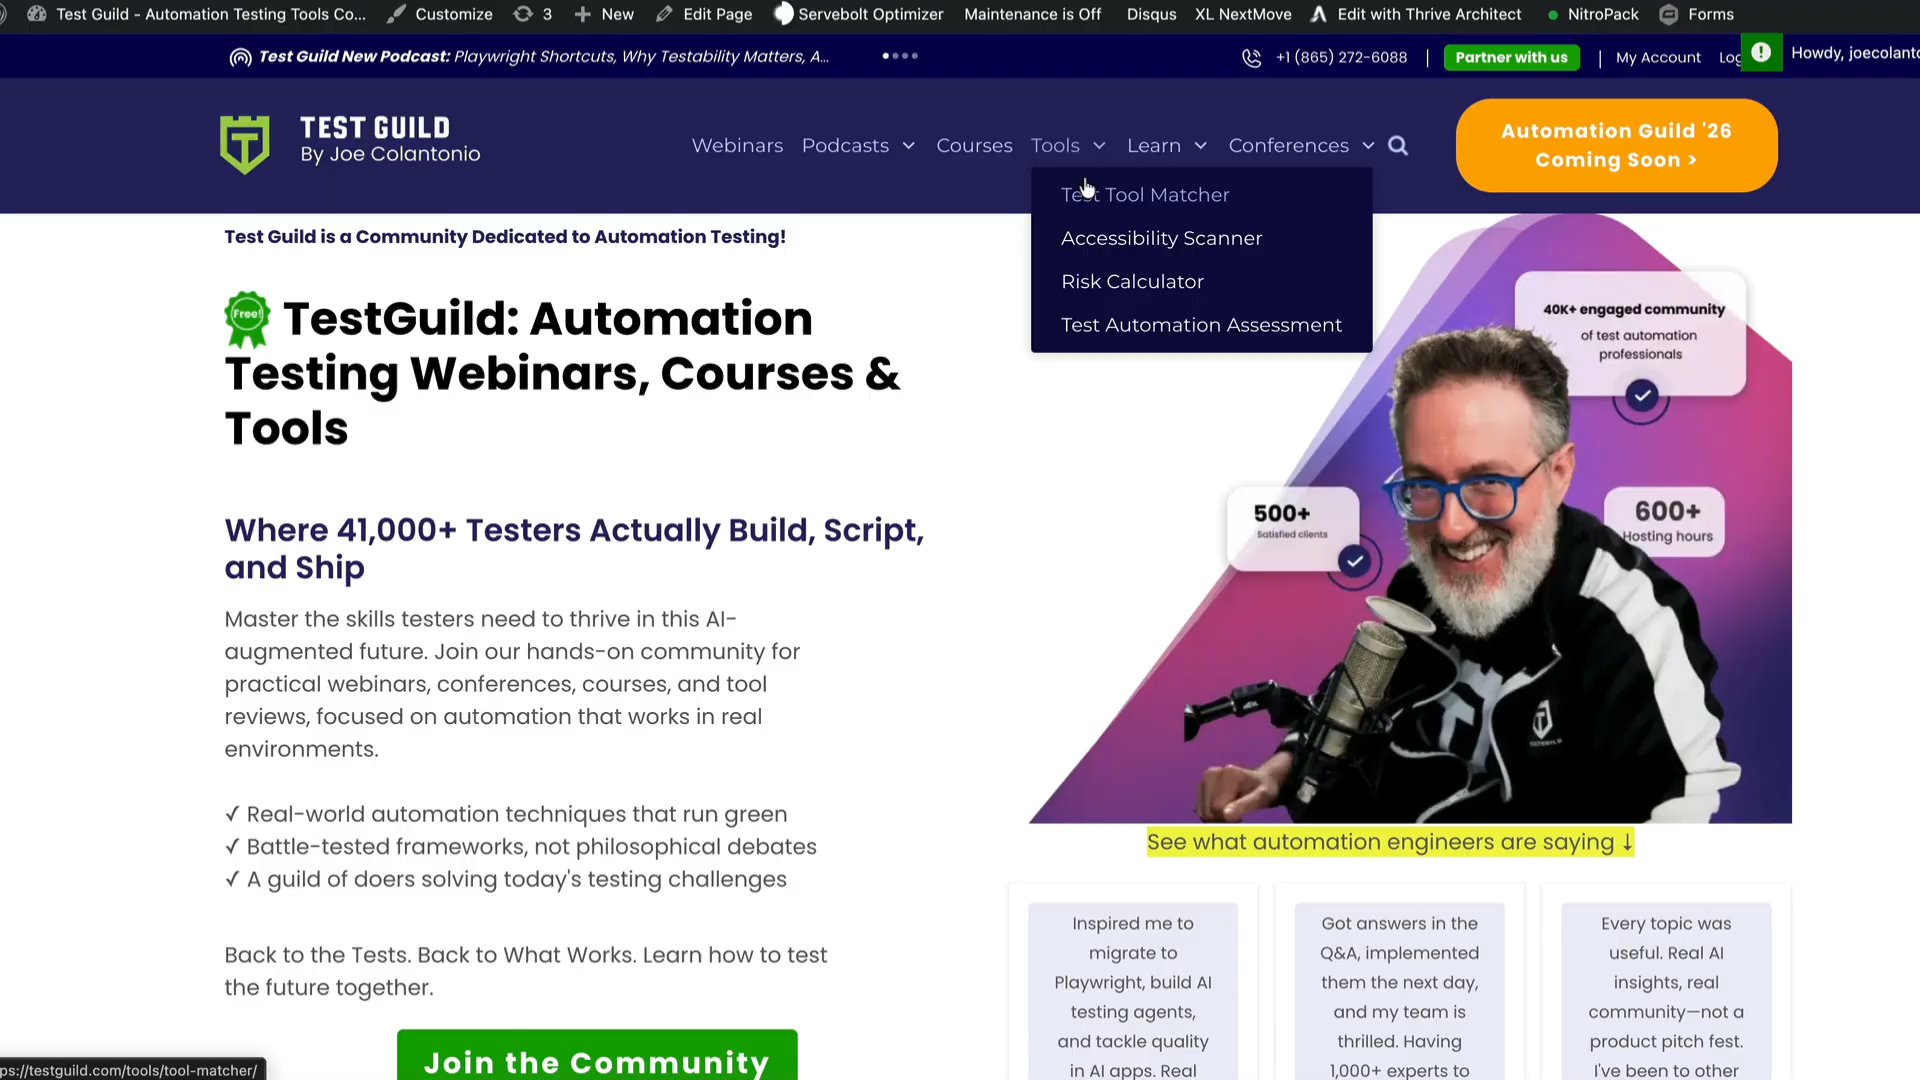 Test Guild - Automation Testing Tools Co... Customize 3 New Edit Page Servebolt Optimizer Maintenance is Off Disqus XL NextMove Edit with Thrive Architect NitroPack Forms
Test Guild New Podcast: Playwright Shortcuts, Why Testability Matters, A... +1 (865) 272-6088 | Partner with us | My Account Howdy, joecolanto
TEST GUILD
By Joe Colantonio
Webinars Podcasts Courses Tools Learn Conferences
Automation Guild '26
Coming Soon >
Test Tool Matcher
Accessibility Scanner
Risk Calculator
Test Automation Assessment
Test Guild is a Community Dedicated to Automation Testing!
Free!
TestGuild: Automation
Testing Webinars, Courses &
Tools
Where 41,000+ Testers Actually Build, Script,
and Ship
Master the skills testers need to thrive in this AI-
augmented future. Join our hands-on community for
practical webinars, conferences, courses, and tool
reviews, focused on automation that works in real
environments.
✓ Real-world automation techniques that run green
✓ Battle-tested frameworks, not philosophical debates
✓ A guild of doers solving today's testing challenges
Back to the Tests. Back to What Works. Learn how to test
the future together.
Join the Community
40K+ engaged community
of test automation
professionals
500+
Satisfied clients
600+
Hosting hours
See what automation engineers are saying ↓
Inspired me to
migrate to
Playwright, build AI
testing agents,
and tackle quality
in AI apps. Real
Got answers in the
Q&A, implemented
them the next day,
and my team is
thrilled. Having
1,000+ experts to
Every topic was
useful. Real AI
insights, real
community—not a
product pitch fest.
I've been to other
ps://testguild.com/tools/tool-matcher/